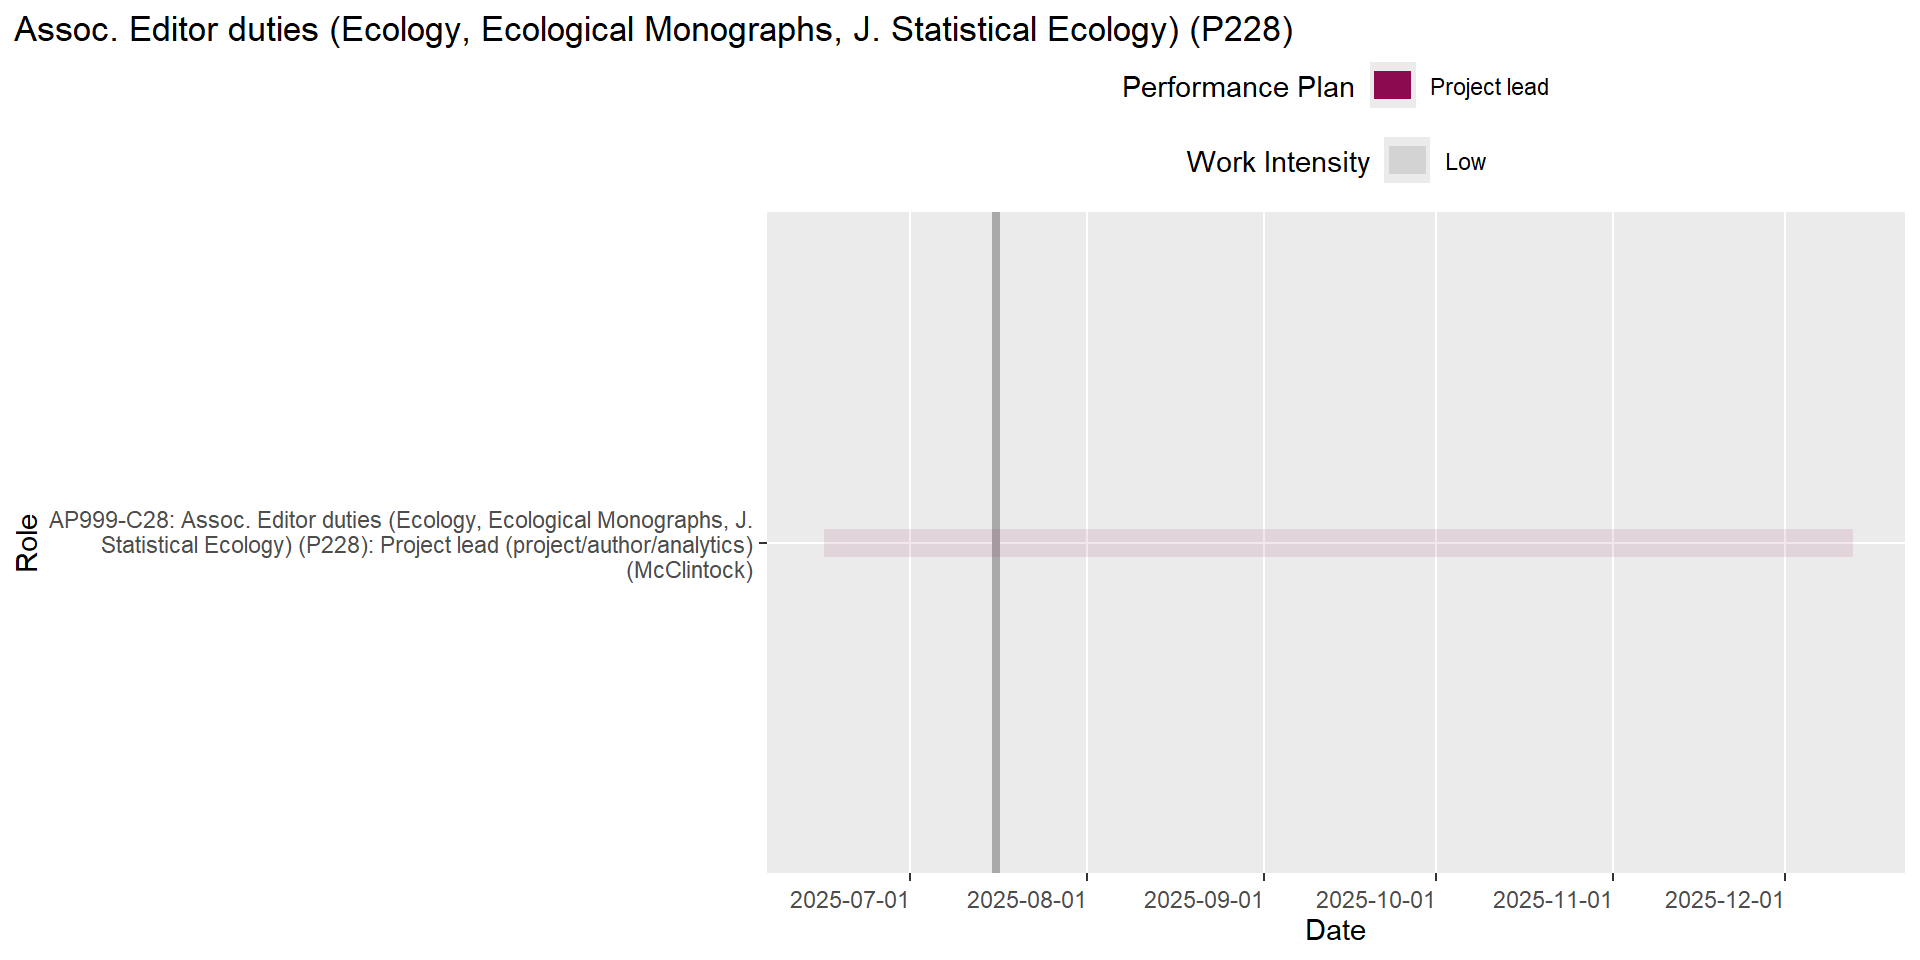 Assoc. Editor duties (Ecology, Ecological Monographs, J. Statistical Ecology) (P228)
Performance Plan
Project lead
Work Intensity
Low
Role
AP999-C28: Assoc. Editor duties (Ecology, Ecological Monographs, J.
Statistical Ecology) (P228): Project lead (project/author/analytics)
(McClintock)
2025-07-01
2025-08-01
2025-09-01
2025-10-01
2025-11-01
2025-12-01
Date